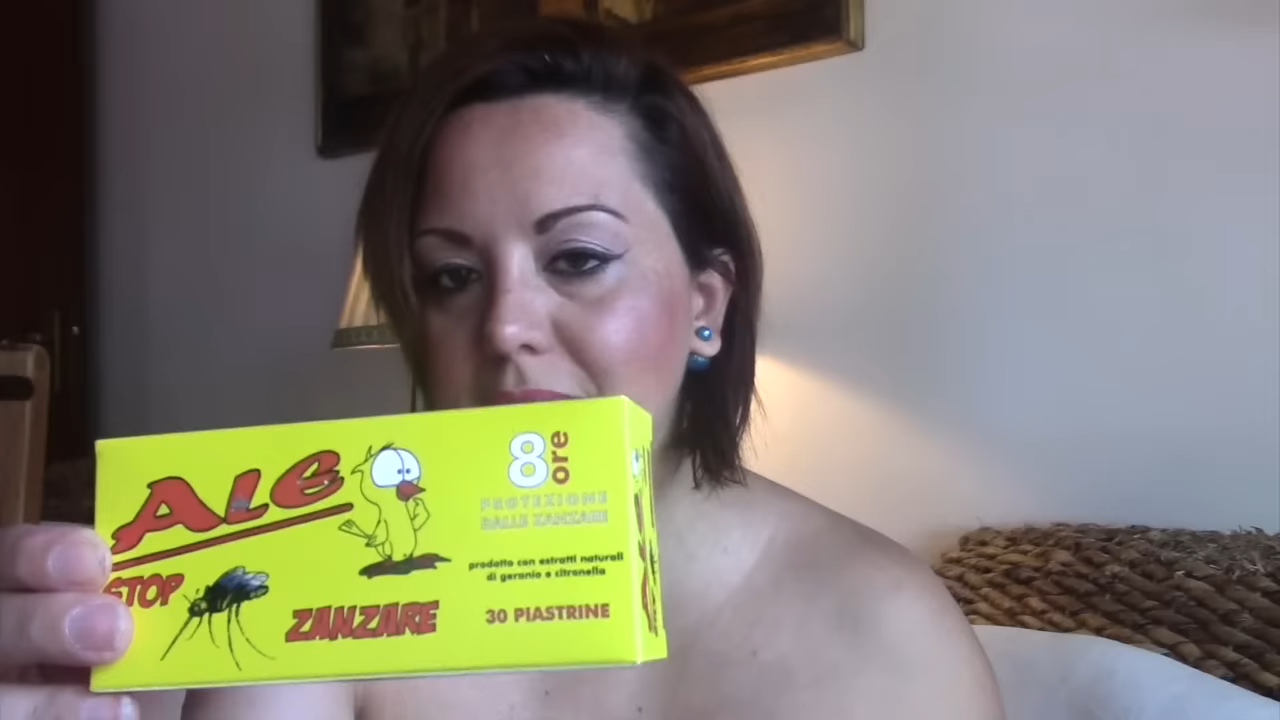 ALE
STOP
ZANZARE
8 ore
PROTEZIONE
DALLE ZANZARE
prodotto con estratti naturali
di geranio e citronella
30 PIASTRINE